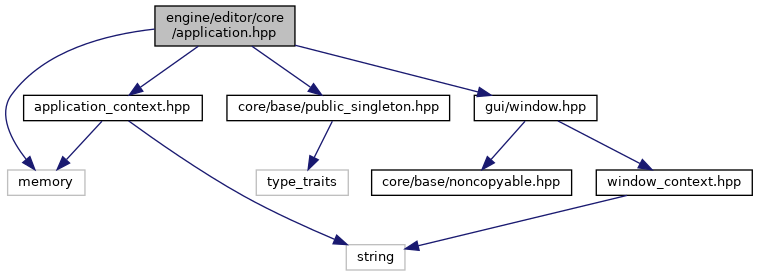 engine/editor/core
/application.hpp
application_context.hpp
core/base/public_singleton.hpp
gui/window.hpp
memory
type_traits
core/base/noncopyable.hpp
window_context.hpp
string